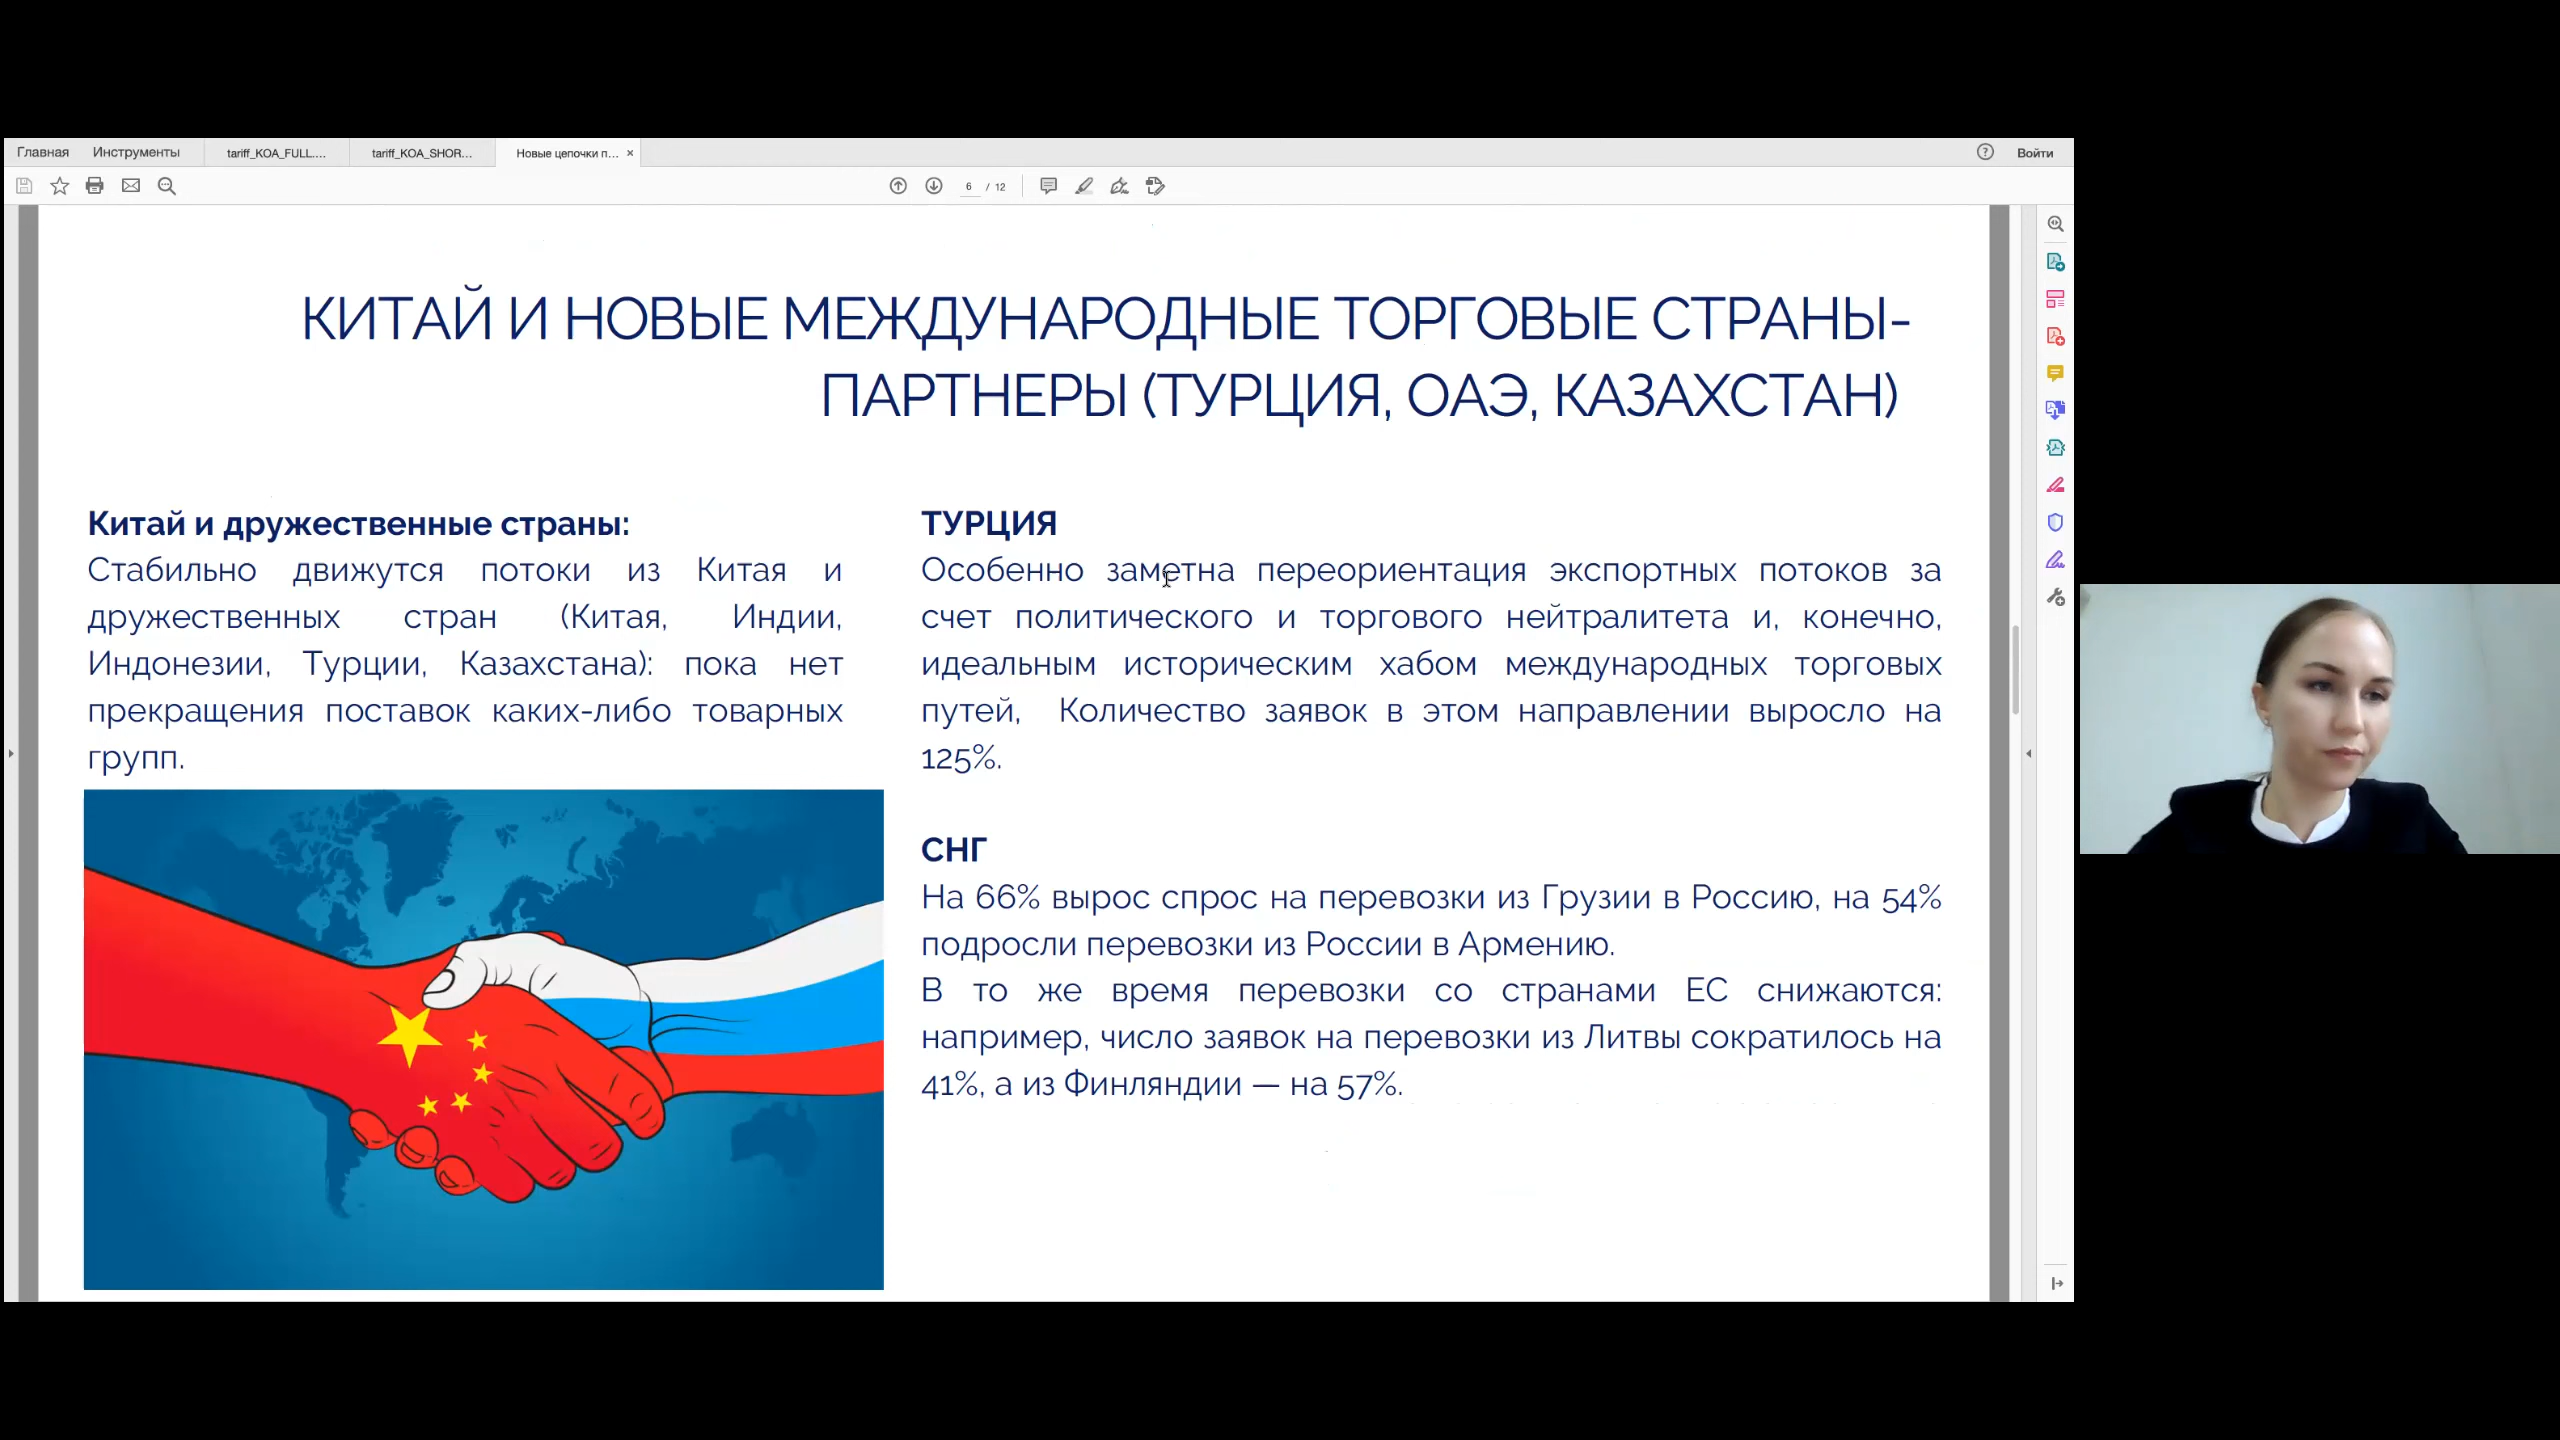 Главная Инструменты tariff_KOA_FULL.... tariff_KOA_SHOR... Новые цепочки п... × Войти
6 / 12
КИТАЙ И НОВЫЕ МЕЖДУНАРОДНЫЕ ТОРГОВЫЕ СТРАНЫ-
ПАРТНЕРЫ (ТУРЦИЯ, ОАЭ, КАЗАХСТАН)
Китай и дружественные страны:
Стабильно движутся потоки из Китая и
дружественных стран (Китая, Индии,
Индонезии, Турции, Казахстана): пока нет
прекращения поставок каких-либо товарных
групп.
ТУРЦИЯ
Особенно заметна переориентация экспортных потоков за
счет политического и торгового нейтралитета и, конечно,
идеальным историческим хабом международных торговых
путей, Количество заявок в этом направлении выросло на
125%.
СНГ
На 66% вырос спрос на перевозки из Грузии в Россию, на 54%
подросли перевозки из России в Армению.
В то же время перевозки со странами ЕС снижаются:
например, число заявок на перевозки из Литвы сократилось на
41%, а из Финляндии — на 57%.